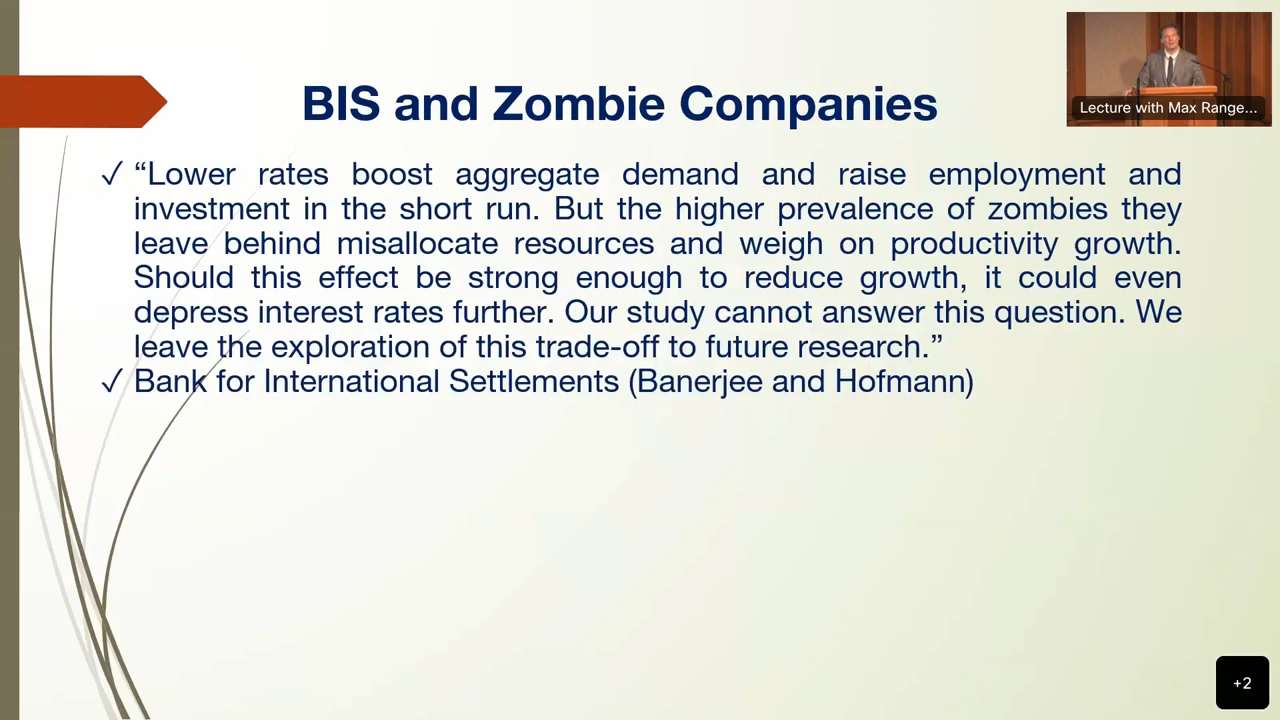 BIS and Zombie Companies
Lecture with Max Range...
✓ “Lower rates boost aggregate demand and raise employment and
investment in the short run. But the higher prevalence of zombies they
leave behind misallocate resources and weigh on productivity growth.
Should this effect be strong enough to reduce growth, it could even
depress interest rates further. Our study cannot answer this question. We
leave the exploration of this trade-off to future research.”
✓ Bank for International Settlements (Banerjee and Hofmann)
+2